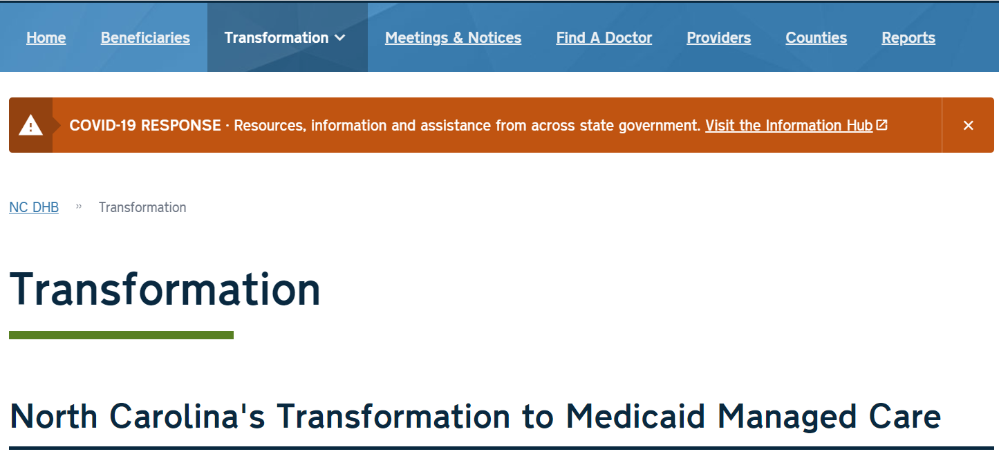 Home Beneficiaries Transformation Meetings & Notices Find A Doctor Providers Counties Reports
COVID-19 RESPONSE · Resources, information and assistance from across state government. Visit the Information Hub
NC DHB » Transformation
Transformation
North Carolina's Transformation to Medicaid Managed Care